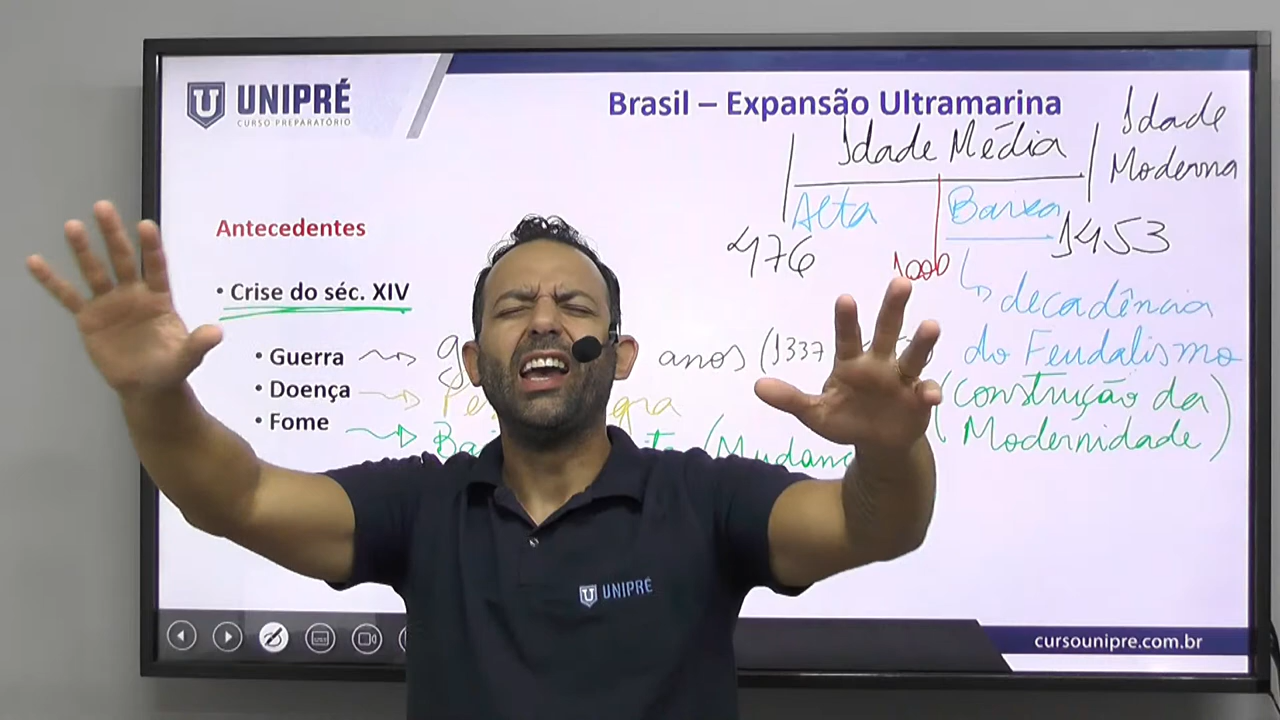 UNIPRÉ
CURSO PREPARATÓRIO
Brasil – Expansão Ultramarina
Idade Média
Idade
Moderna
Alta
Baixa
476
1000
1453
decadência
do Feudalismo
(Construção da
Modernidade)
Antecedentes
• Crise do séc. XIV
• Guerra
anos (1337
• Doença
• Fome
(Mudanç
UNIPRÉ
cursounipre.com.br